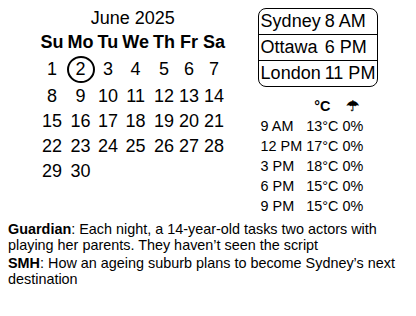 June 2025
Su Mo Tu We Th Fr Sa
1 2 3 4 5 6 7
8 9 10 11 12 13 14
15 16 17 18 19 20 21
22 23 24 25 26 27 28
29 30
Sydney 8 AM
Ottawa 6 PM
London 11 PM
°C ☂
9 AM 13°C 0%
12 PM 17°C 0%
3 PM 18°C 0%
6 PM 15°C 0%
9 PM 15°C 0%
Guardian: Each night, a 14-year-old tasks two actors with
playing her parents. They haven’t seen the script
SMH: How an ageing suburb plans to become Sydney’s next
destination